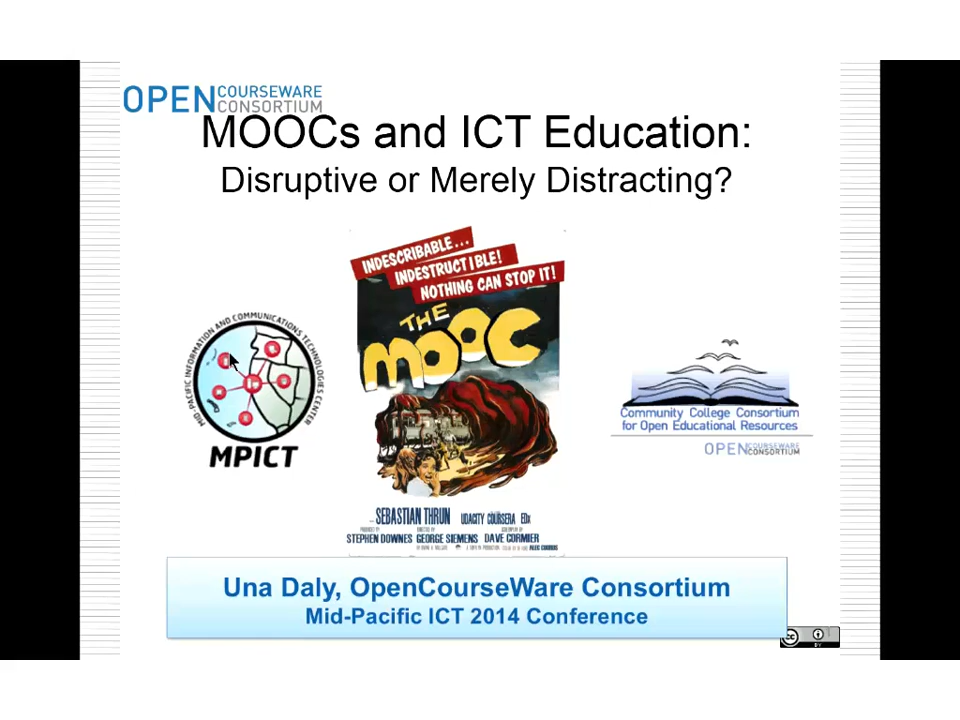 OPEN COURSEWARE CONSORTIUM
MOOCs and ICT Education:
Disruptive or Merely Distracting?
INDESCRIBABLE...
INDESTRUCTIBLE!
NOTHING CAN STOP IT!
THE
MOOC
MID-PACIFIC INFORMATION AND COMMUNICATIONS TECHNOLOGIES CENTER
MPICT
Community College Consortium
for Open Educational Resources
OPEN COURSEWARE CONSORTIUM
SEBASTIAN THRUN UDACITY COURSERA EDX
STEPHEN DOWNES GEORGE SIEMENS DAVE CORMIER
Una Daly, OpenCourseWare Consortium
Mid-Pacific ICT 2014 Conference
cc
BY